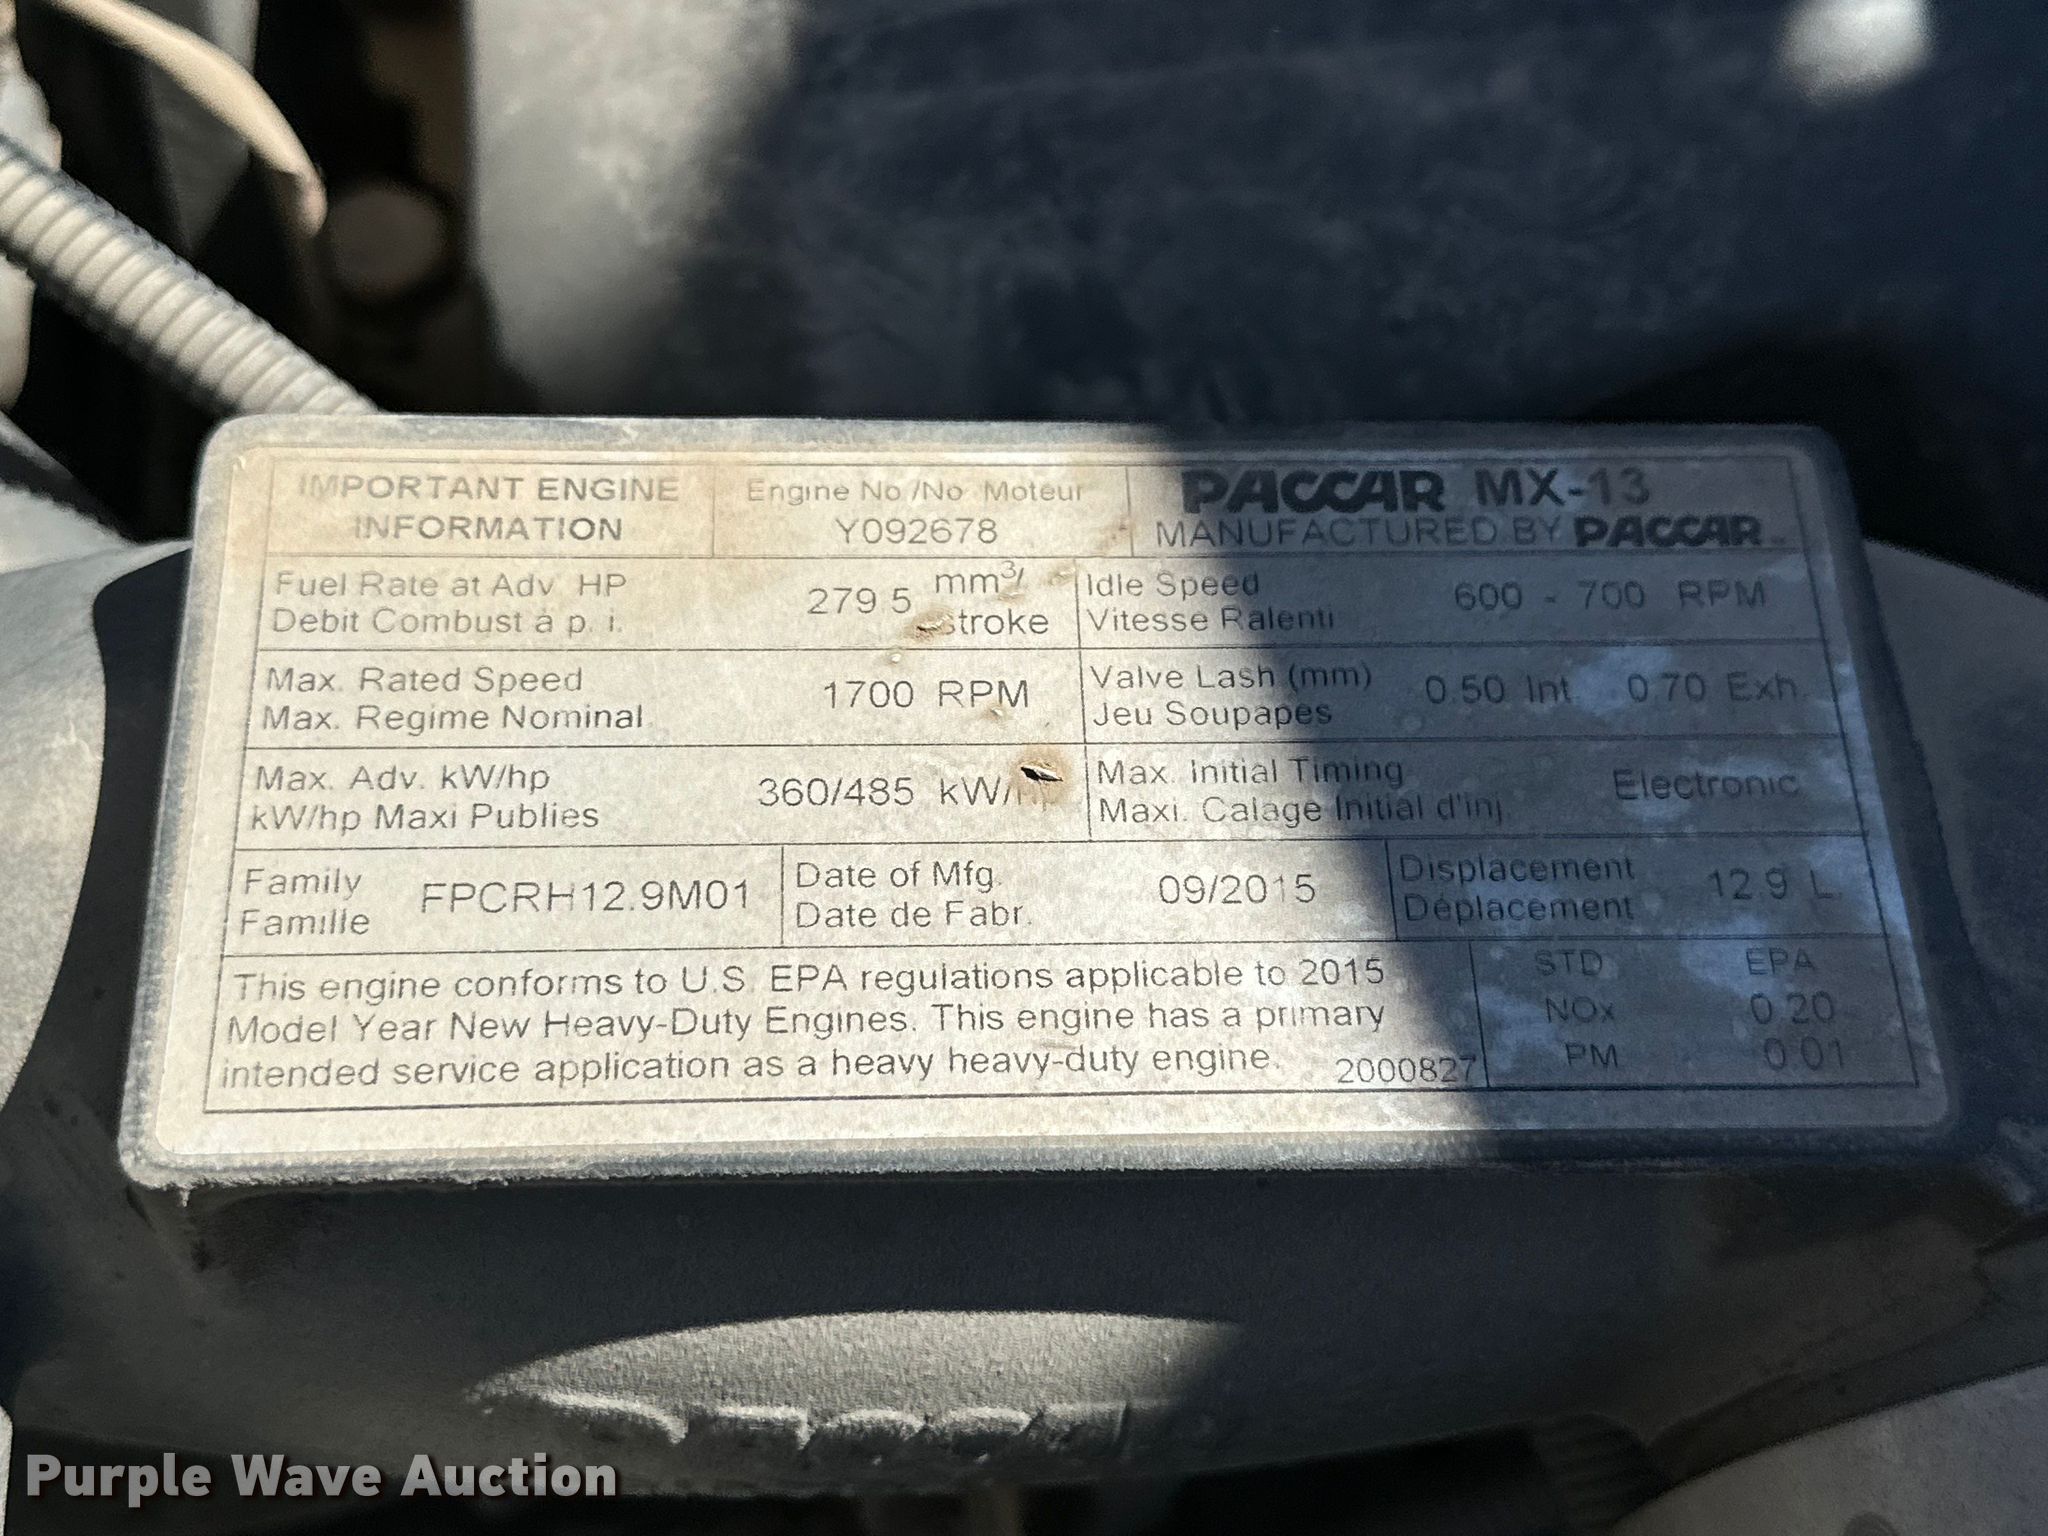 IMPORTANT ENGINE
INFORMATION
Engine No./No. Moteur
Y092678
PACCAR MX-13
MANUFACTURED BY PACCAR
Fuel Rate at Adv. HP
Debit Combust à p. i.
279.5 mm³/
stroke
Idle Speed
Vitesse Ralenti
600 - 700 RPM
Max. Rated Speed
Max. Regime Nominal
1700 RPM
Valve Lash (mm)
Jeu Soupapes
0.50 Int. 0.70 Exh.
Max. Adv. kW/hp
kW/hp Maxi Publies
360/485 kW/hp
Max. Initial Timing
Maxi. Calage Initial d'inj.
Electronic
Family
Famille
FPCRH12.9M01
Date of Mfg.
Date de Fabr.
09/2015
Displacement
Déplacement
12.9 L.
This engine conforms to U.S. EPA regulations applicable to 2015
Model Year New Heavy-Duty Engines. This engine has a primary
intended service application as a heavy heavy-duty engine.
2000827
STD EPA
NOx 0.20
PM 0.01
Purple Wave Auction